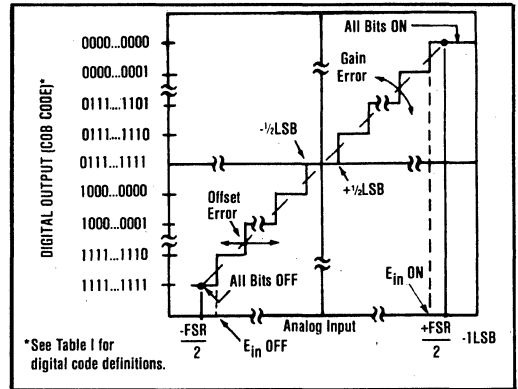 All Bits ON
0000...0000
Gain
Error
0000...0001
0111...1101
0111...1110
-½LSB
0111...1111
+½LSB
1000...0000
Offset
Error
1000...0001
1111...1110
1111...1111
All Bits OFF
E in ON
DIGITAL OUTPUT (COB CODE)*
-FSR
2
E in OFF
Analog Input
+FSR
2
-1LSB
*See Table I for
digital code definitions.